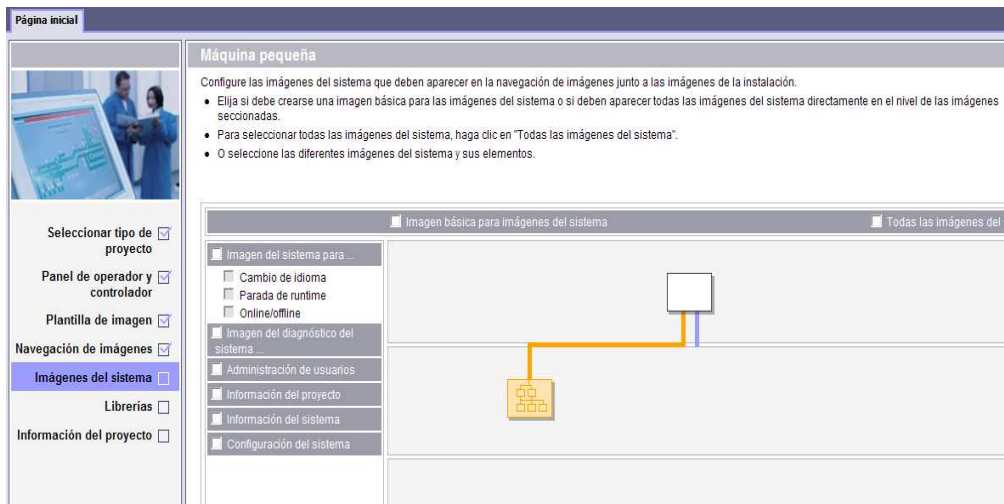 Página inicial
Máquina pequeña
Configure las imágenes del sistema que deben aparecer en la navegación de imágenes junto a las imágenes de la instalación.
Elija si debe crearse una imagen básica para las imágenes del sistema o si deben aparecer todas las imágenes del sistema directamente en el nivel de las imágenes
seccionadas.
Para seleccionar todas las imágenes del sistema, haga clic en "Todas las imágenes del sistema".
O seleccione las diferentes imágenes del sistema y sus elementos.
Seleccionar tipo de
proyecto
Panel de operador y
controlador
Plantilla de imagen
Navegación de imágenes
Imágenes del sistema
Librerías
Información del proyecto
Imagen básica para imágenes del sistema
Todas las imágenes del
Imagen del sistema para ...
Cambio de idioma
Parada de runtime
Online/offline
Imagen del diagnóstico del
sistema ...
Administración de usuarios
Información del proyecto
Información del sistema
Configuración del sistema